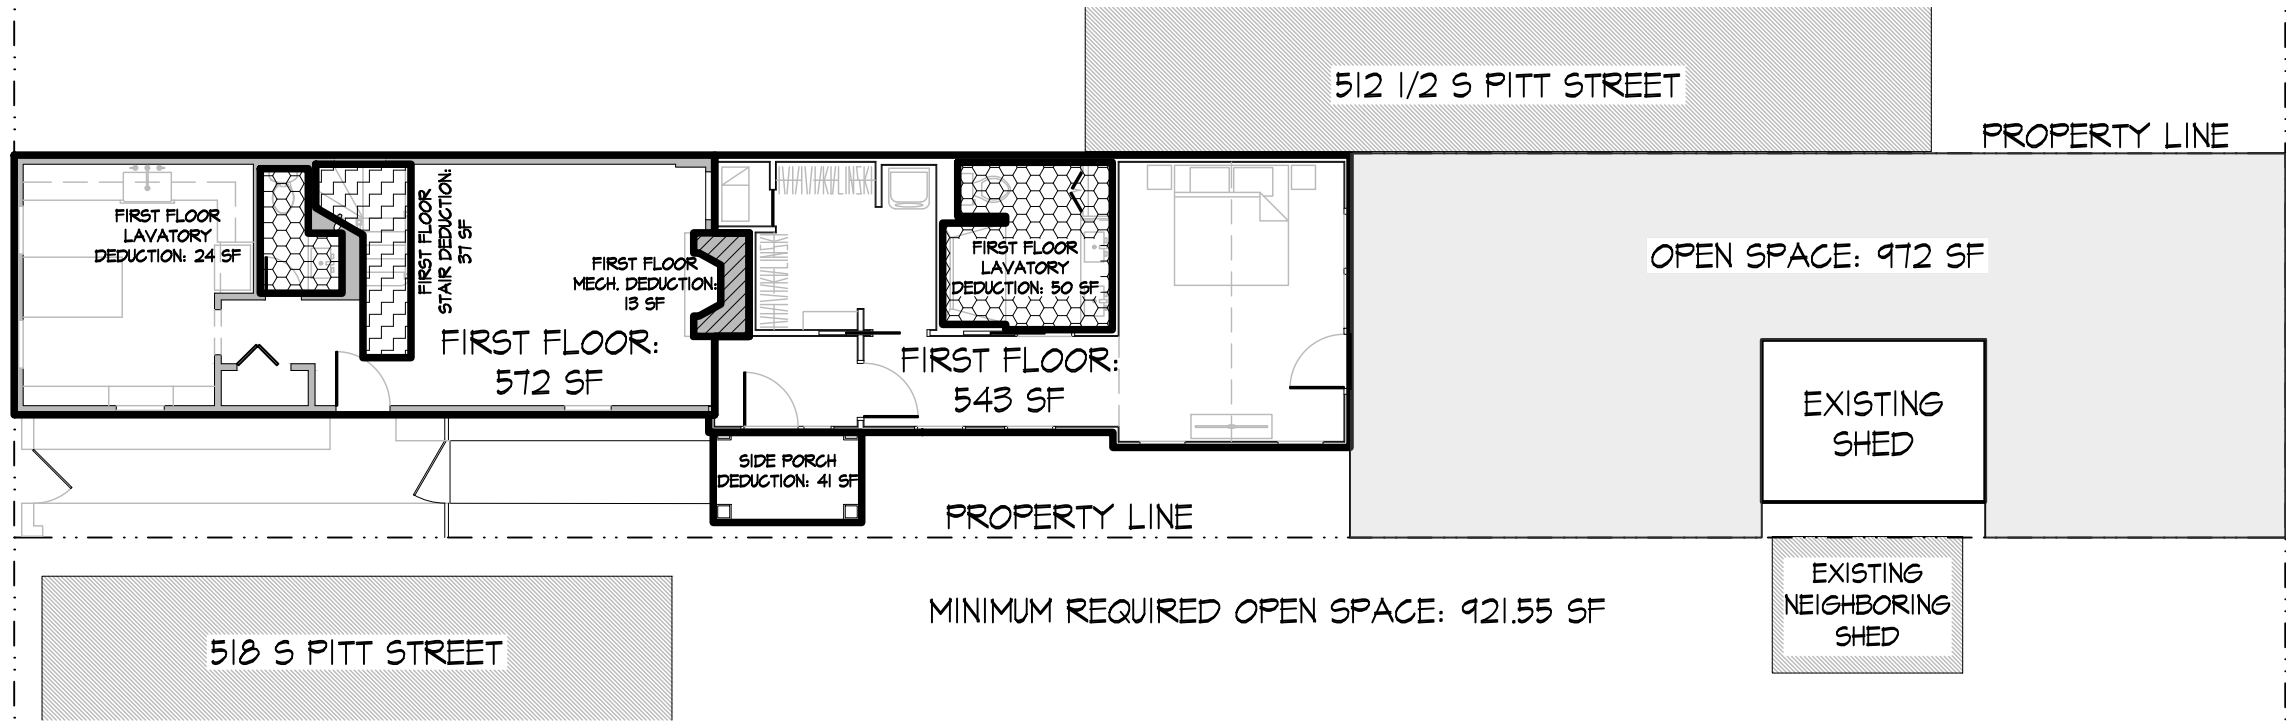 512 1/2 S PITT STREET
PROPERTY LINE
FIRST FLOOR
LAVATORY
DEDUCTION: 24 SF
FIRST FLOOR
STAIR DEDUCTION:
37 SF
FIRST FLOOR
MECH. DEDUCTION:
13 SF
FIRST FLOOR:
572 SF
FIRST FLOOR
LAVATORY
DEDUCTION: 50 SF
FIRST FLOOR:
543 SF
OPEN SPACE: 972 SF
EXISTING
SHED
SIDE PORCH
DEDUCTION: 41 SF
PROPERTY LINE
MINIMUM REQUIRED OPEN SPACE: 921.55 SF
EXISTING
NEIGHBORING
SHED
518 S PITT STREET